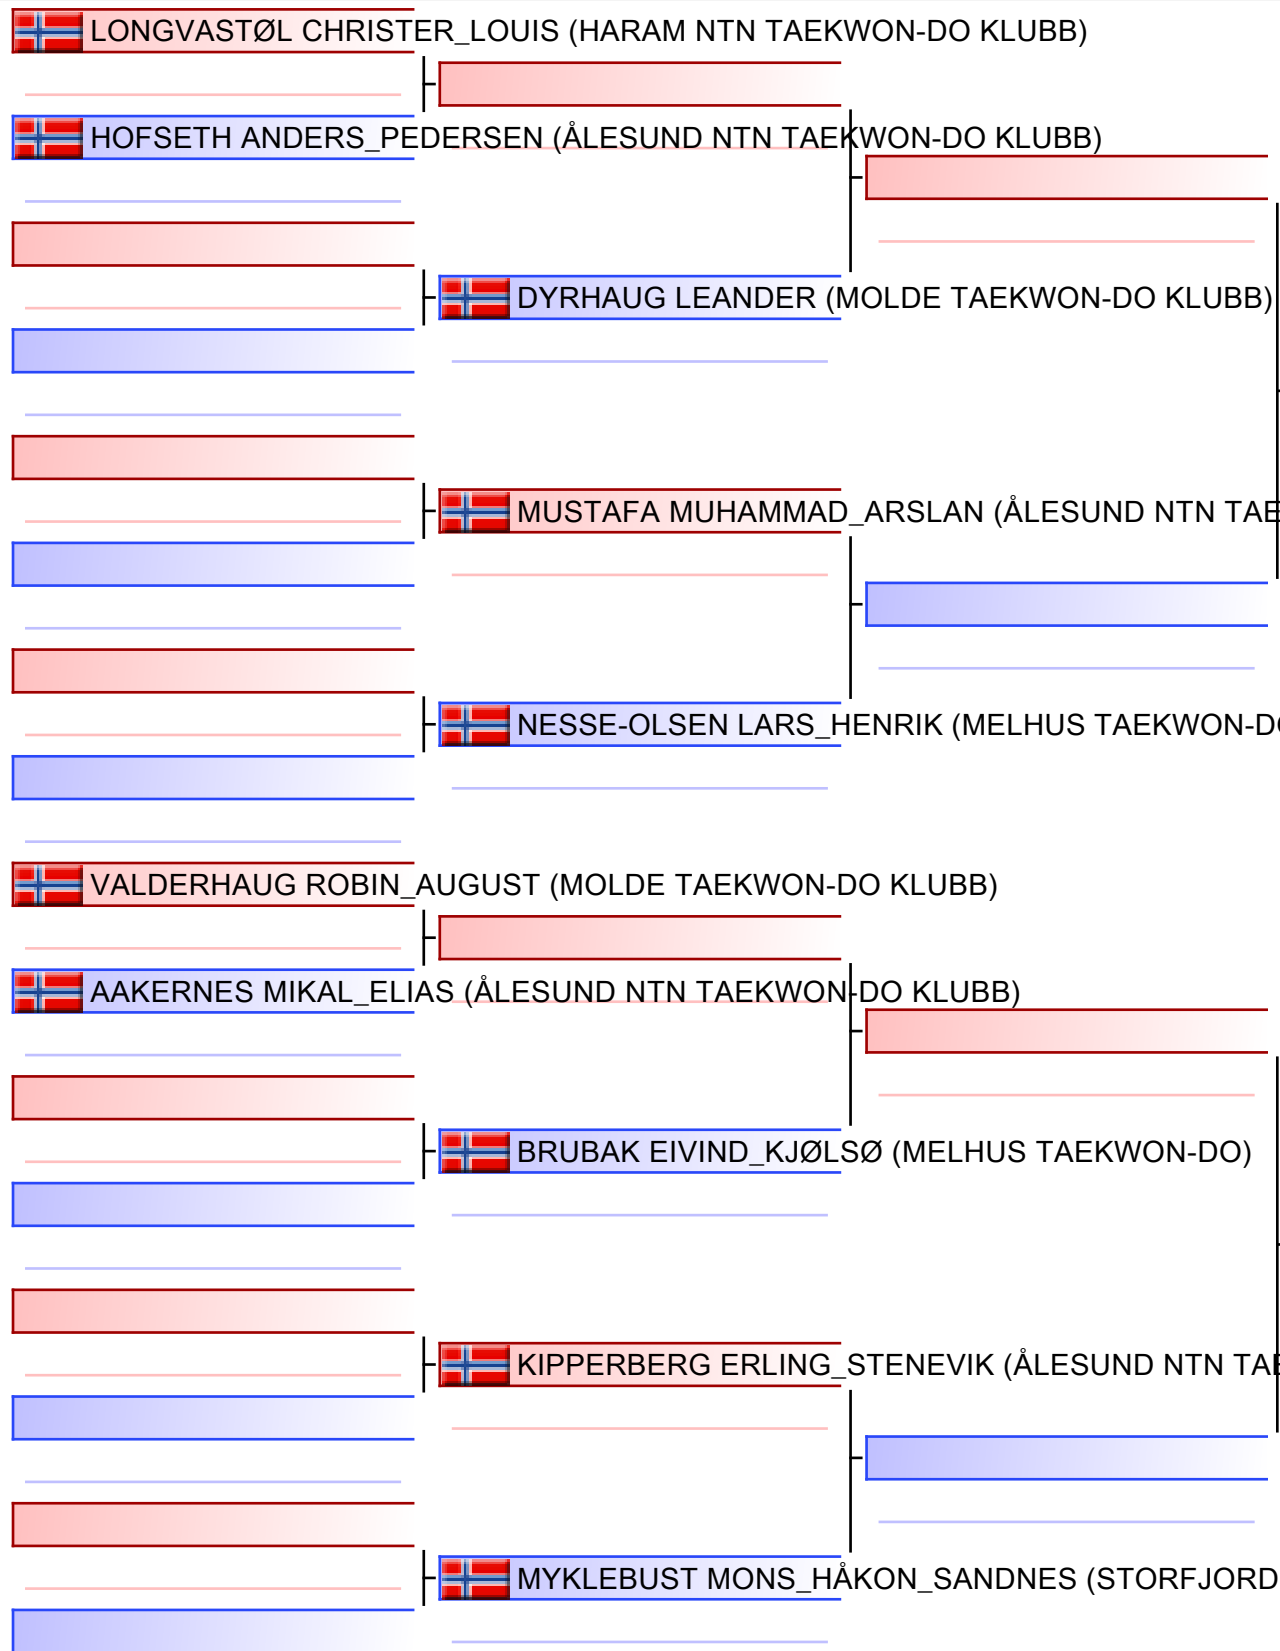 LONGVASTØL CHRISTER_LOUIS (HARAM NTN TAEKWON-DO KLUBB)
HOFSETH ANDERS_PEDERSEN (ÅLESUND NTN TAEKWON-DO KLUBB)
DYRHAUG LEANDER (MOLDE TAEKWON-DO KLUBB)
MUSTAFA MUHAMMAD_ARSLAN (ÅLESUND NTN TAE
NESSE-OLSEN LARS_HENRIK (MELHUS TAEKWON-DO
VALDERHAUG ROBIN_AUGUST (MOLDE TAEKWON-DO KLUBB)
AAKERNES MIKAL_ELIAS (ÅLESUND NTN TAEKWON-DO KLUBB)
BRUBAK EIVIND_KJØLSØ (MELHUS TAEKWON-DO)
KIPPERBERG ERLING_STENEVIK (ÅLESUND NTN TAE
MYKLEBUST MONS_HÅKON_SANDNES (STORFJORD